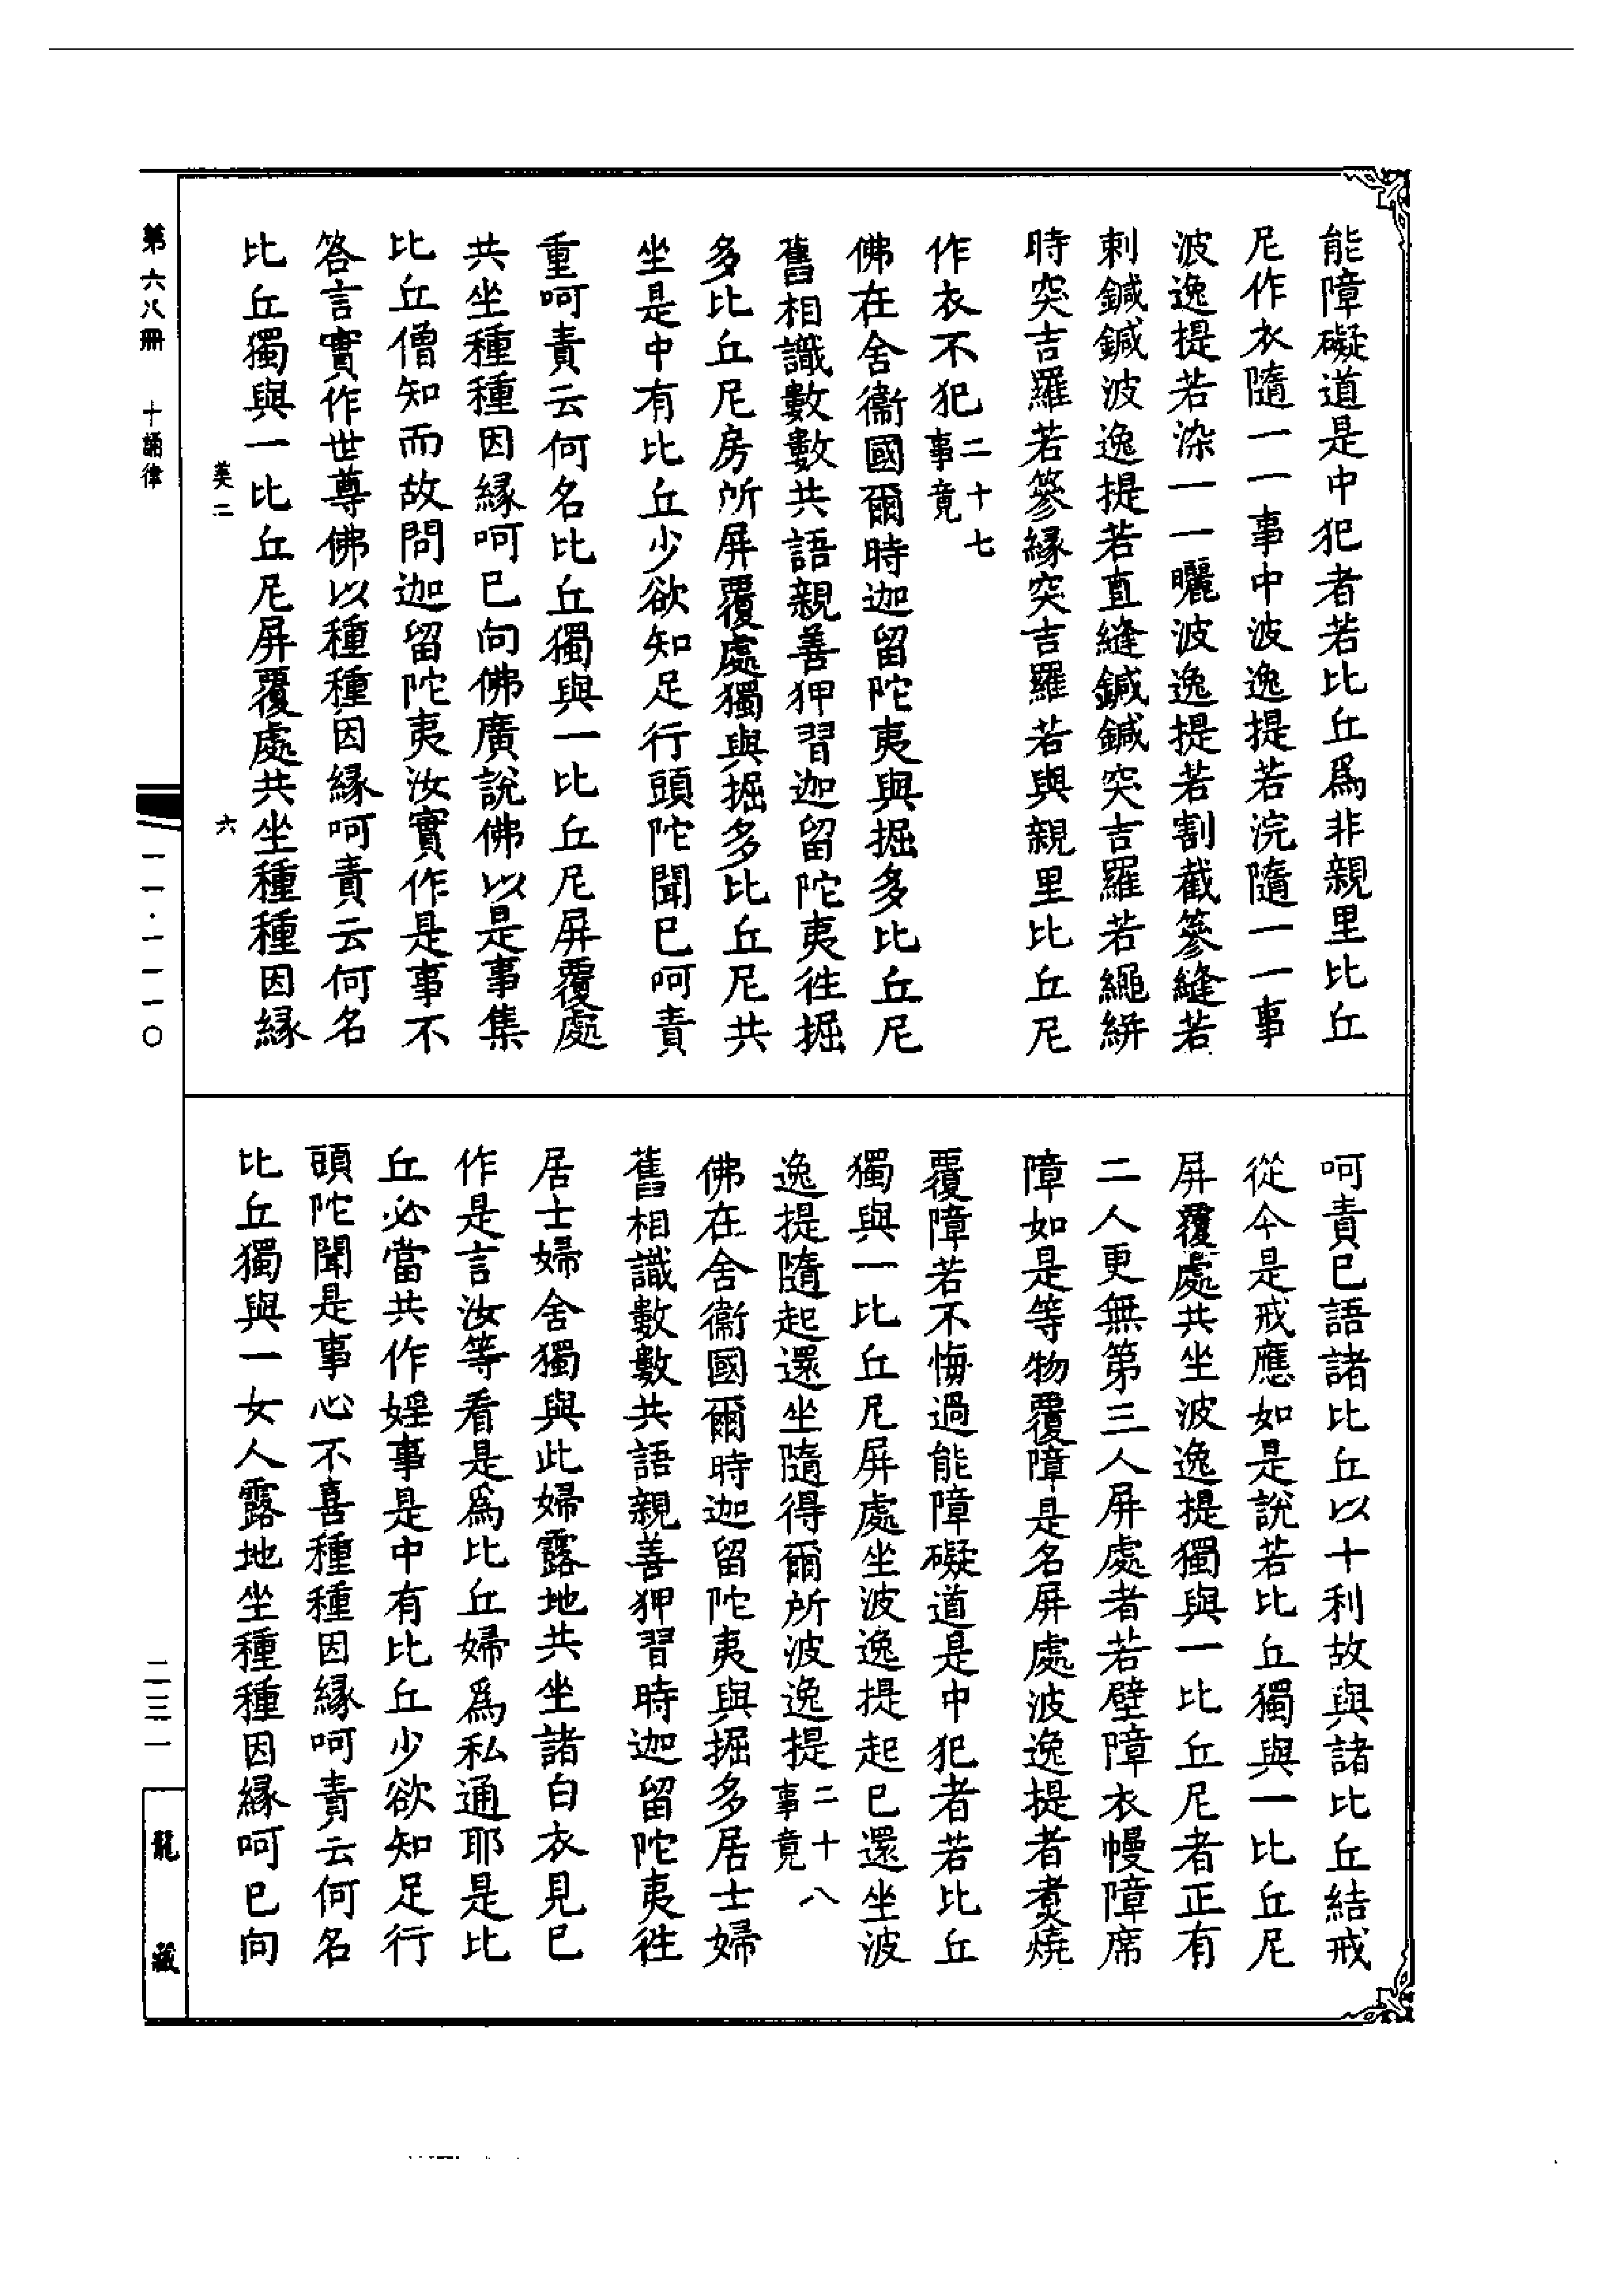 能障礙道是中犯者若比丘爲非親里比丘
尼作衣隨一一事中波逸提若浣隨一一事
波逸提若染一一曬波逸提若割截篸縫若
刺鍼鍼波逸提若直縫鍼鍼突吉羅若繩絣
時突吉羅若篸緣突吉羅若與親里比丘尼
作衣不犯二十七事竟
佛在舍衞國爾時迦留陀夷與掘多比丘尼
舊相識數數共語親善狎習迦留陀夷徃掘
多比丘尼房所屏覆處獨與掘多比丘尼共
坐是中有比丘少欲知足行頭陀聞已呵責
重呵責云何名比丘獨與一比丘尼屏覆處
共坐種種因緣呵已向佛廣說佛以是事集
比丘僧知而故問迦留陀夷汝實作是事不
答言實作世尊佛以種種因緣呵責云何名
比丘獨與一比丘尼屏覆處共坐種種因緣
呵責已語諸比丘以十利故與諸比丘結戒
從今是戒應如是說若比丘獨與一比丘尼
屏覆處共坐波逸提獨與一比丘尼者正有
二人更無第三人屏處者若壁障衣幔障席
障如是等物覆障是名屏處波逸提者煑燒
覆障若不悔過能障礙道是中犯者若比丘
獨與一比丘尼屏處坐波逸提起已還坐波
逸提隨起還坐隨得爾所波逸提二十八事竟
佛在舍衞國爾時迦留陀夷與掘多居士婦
舊相識數數共語親善狎習時迦留陀夷徃
居士婦舍獨與此婦露地共坐諸白衣見已
作是言汝等看是爲比丘婦爲私通耶是比
丘必當共作婬事是中有比丘少欲知足行
頭陀聞是事心不喜種種因緣呵責云何名
比丘獨與一女人露地坐種種因緣呵已向
英二 六
第六八冊 十誦律 一一·一一一〇 二三一 龍藏